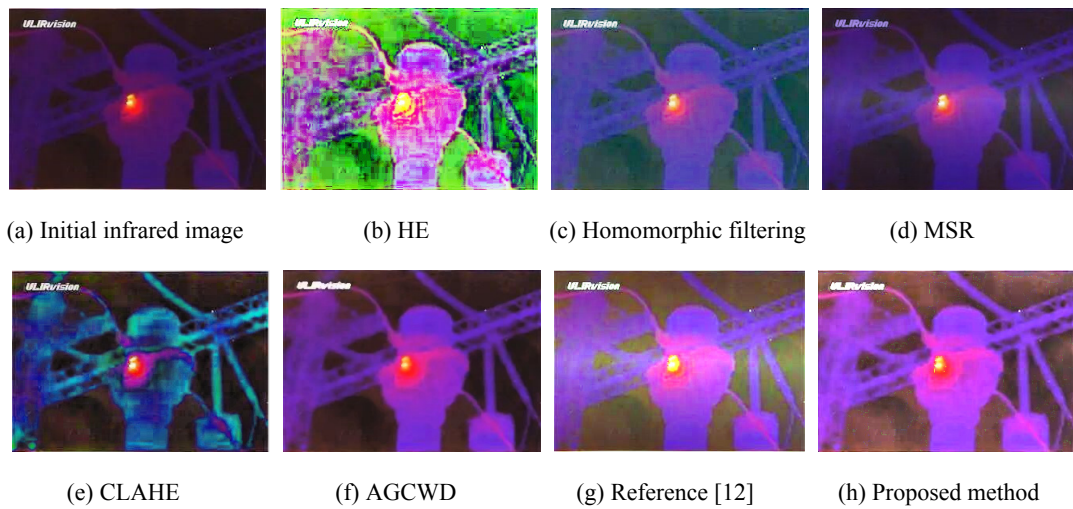 ULIRvision
ULIRvision
ULIRvision
ULIRvision
(a) Initial infrared image
(b) HE
(c) Homomorphic filtering
(d) MSR
ULIRvision
ULIRvision
ULIRvision
ULIRvision
(e) CLAHE
(f) AGCWD
(g) Reference [12]
(h) Proposed method